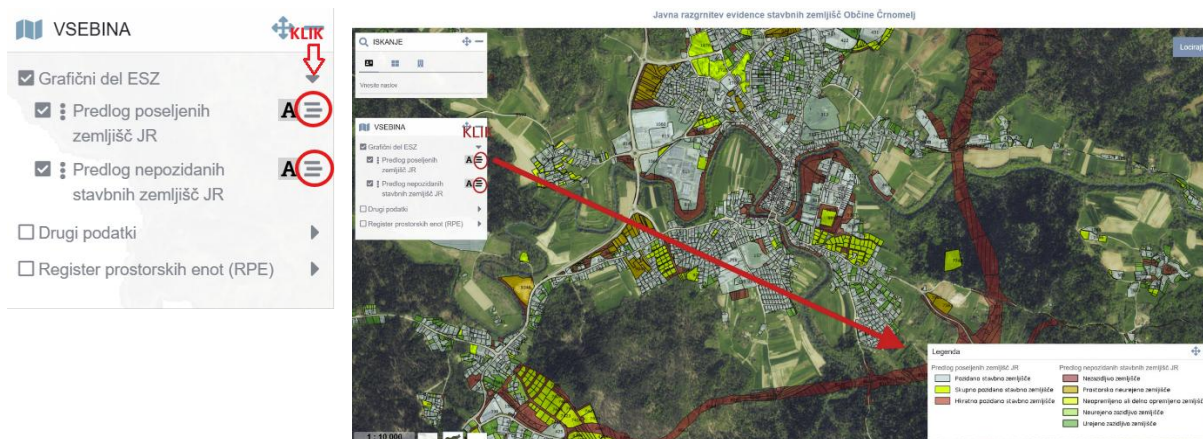 VSEBINA
KLIK
Grafični del ESZ
Predlog poseljenih
zemljišč JR
A
Predlog nepozidanih
stavbnih zemljišč JR
A
Drugi podatki
Register prostorskih enot (RPE)
Javna razgrnitev evidence stavbnih zemljišč Občine Črnomelj
ISKANJE
Vnesite naslov
Lociraj
VSEBINA
KLIK
Grafični del ESZ
Predlog poseljenih
zemljišč JR
A
Predlog nepozidanih
stavbnih zemljišč JR
A
Drugi podatki
Register prostorskih enot (RPE)
1 : 10 000
Legenda
Predlog poseljenih zemljišč JR
Pozidano stavbno zemljišče
Skupno pozidano stavbno zemljišče
Hkratno pozidano stavbno zemljišče
Predlog nepozidanih stavbnih zemljišč JR
Nezazidljivo zemljišče
Prostorsko neurejeno zemljišče
Neopremljeno ali delno opremljeno zemljišč
Neurejeno zazidljivo zemljišče
Urejeno zazidljivo zemljišče